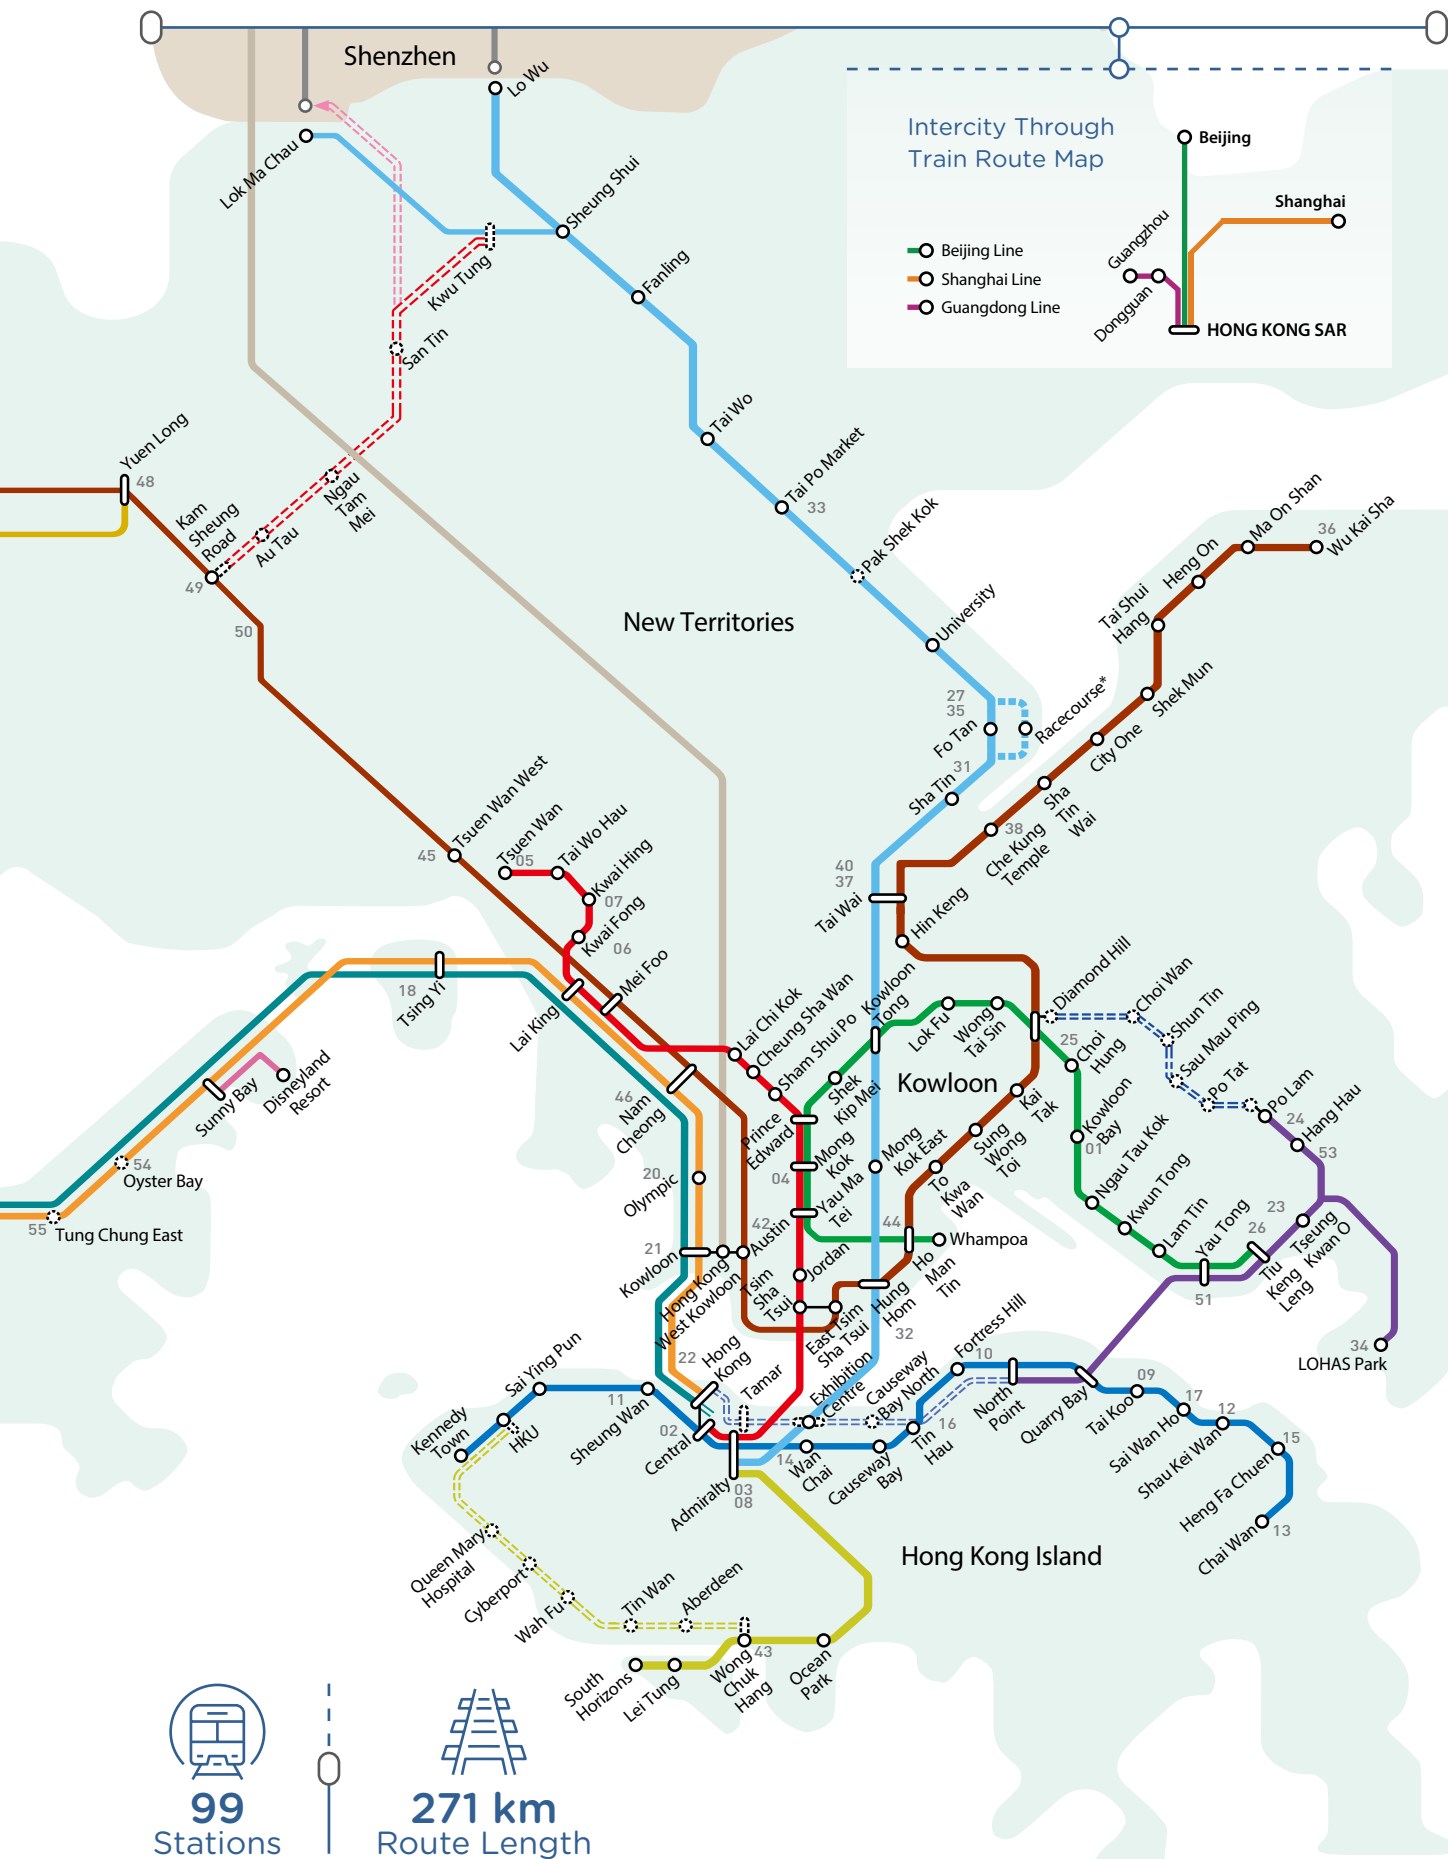 Shenzhen
Lo Wu
Lok Ma Chau
Sheung Shui
Kwu Tung
Fanling
San Tin
Intercity Through
Train Route Map
Beijing
Shanghai
Guangzhou
Dongguan
HONG KONG SAR
Beijing Line
Shanghai Line
Guangdong Line
Yuen Long
48
Kam
Sheung
Road
49
50
Au Tau
Ngau
Tam
Mei
Tai Wo
Tai Po Market
33
Pak Shek Kok
University
New Territories
27
35
Fo Tan
Racecourse*
31
Sha Tin
Ma On Shan
36
Wu Kai Sha
Heng On
Tai Shui
Hang
Shek Mun
City One
Sha
Tin
Wai
38
Che Kung
Temple
40
37
Tai Wai
Hin Keng
Tsuen Wan West
45
Tsuen Wan
05
Tai Wo Hau
Kwai Hing
07
Kwai Fong
06
Mei Foo
Lai King
18
Tsing Yi
Sunny Bay
Disneyland
Resort
54
Oyster Bay
55
Tung Chung East
Lai Chi Kok
Cheung Sha Wan
Sham Shui Po
Kowloon
Tong
Lok Fu
Wong
Tai Sin
Diamond Hill
Choi Wan
Shun Tin
Sau Mau Ping
Po Tat
Po Lam
24
Hang Hau
53
25
Choi
Hung
Kowloon
Bay
01
Ngau Tau Kok
Kwun Tong
Lam Tin
Yau Tong
51
26
23
Tiu
Keng
Leng
Tseung
Kwan O
34
LOHAS Park
Kowloon
Shek
Kip Mei
Kai
Tak
Sung
Wong
Toi
To
Kwa
Wan
46
Nam
Cheong
Prince
Edward
Mong
Kok
04
Yau Ma
Tei
Mong
Kok East
20
Olympic
21
Kowloon
42
Austin
Hong Kong
West Kowloon
Jordan
Tsim
Sha
Tsui
East Tsim
Sha Tsui
Hung
Hom
32
44
Whampoa
Ho
Man
Tin
22
Hong
Kong
Tamar
Exhibition
Centre
Causeway
Bay North
Fortress Hill
10
North
Point
Quarry Bay
09
Tai Koo
17
Sai Wan Ho
12
Shau Kei Wan
15
Heng Fa Chuen
Chai Wan
13
Sai Ying Pun
11
Sheung Wan
Kennedy
Town
HKU
02
Central
Admiralty
03
08
14
Wan
Chai
Causeway
Bay
16
Tin
Hau
Hong Kong Island
Queen Mary
Hospital
Cyberport
Wah Fu
Tin Wan
Aberdeen
43
Wong
Chuk
Hang
Ocean
Park
South
Horizons
Lei Tung
99
Stations
271 km
Route Length